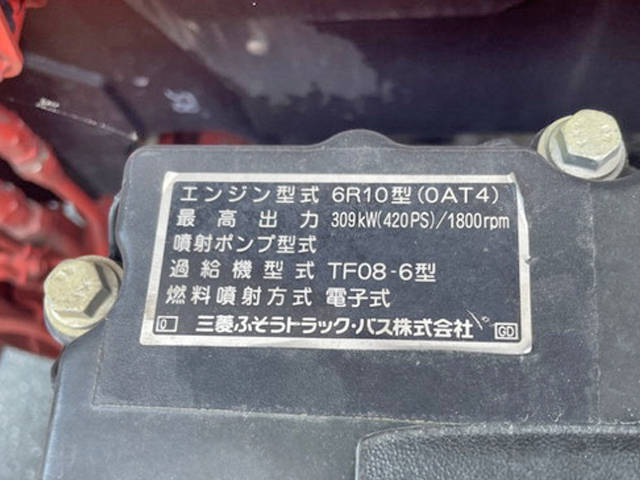 エンジン型式 6R10型(0AT4)
最高出力 309kW(420PS)/1800rpm
噴射ポンプ型式
過給機型式 TF08-6型
燃料噴射方式 電子式
0 三菱ふそうトラック・バス株式会社 GD